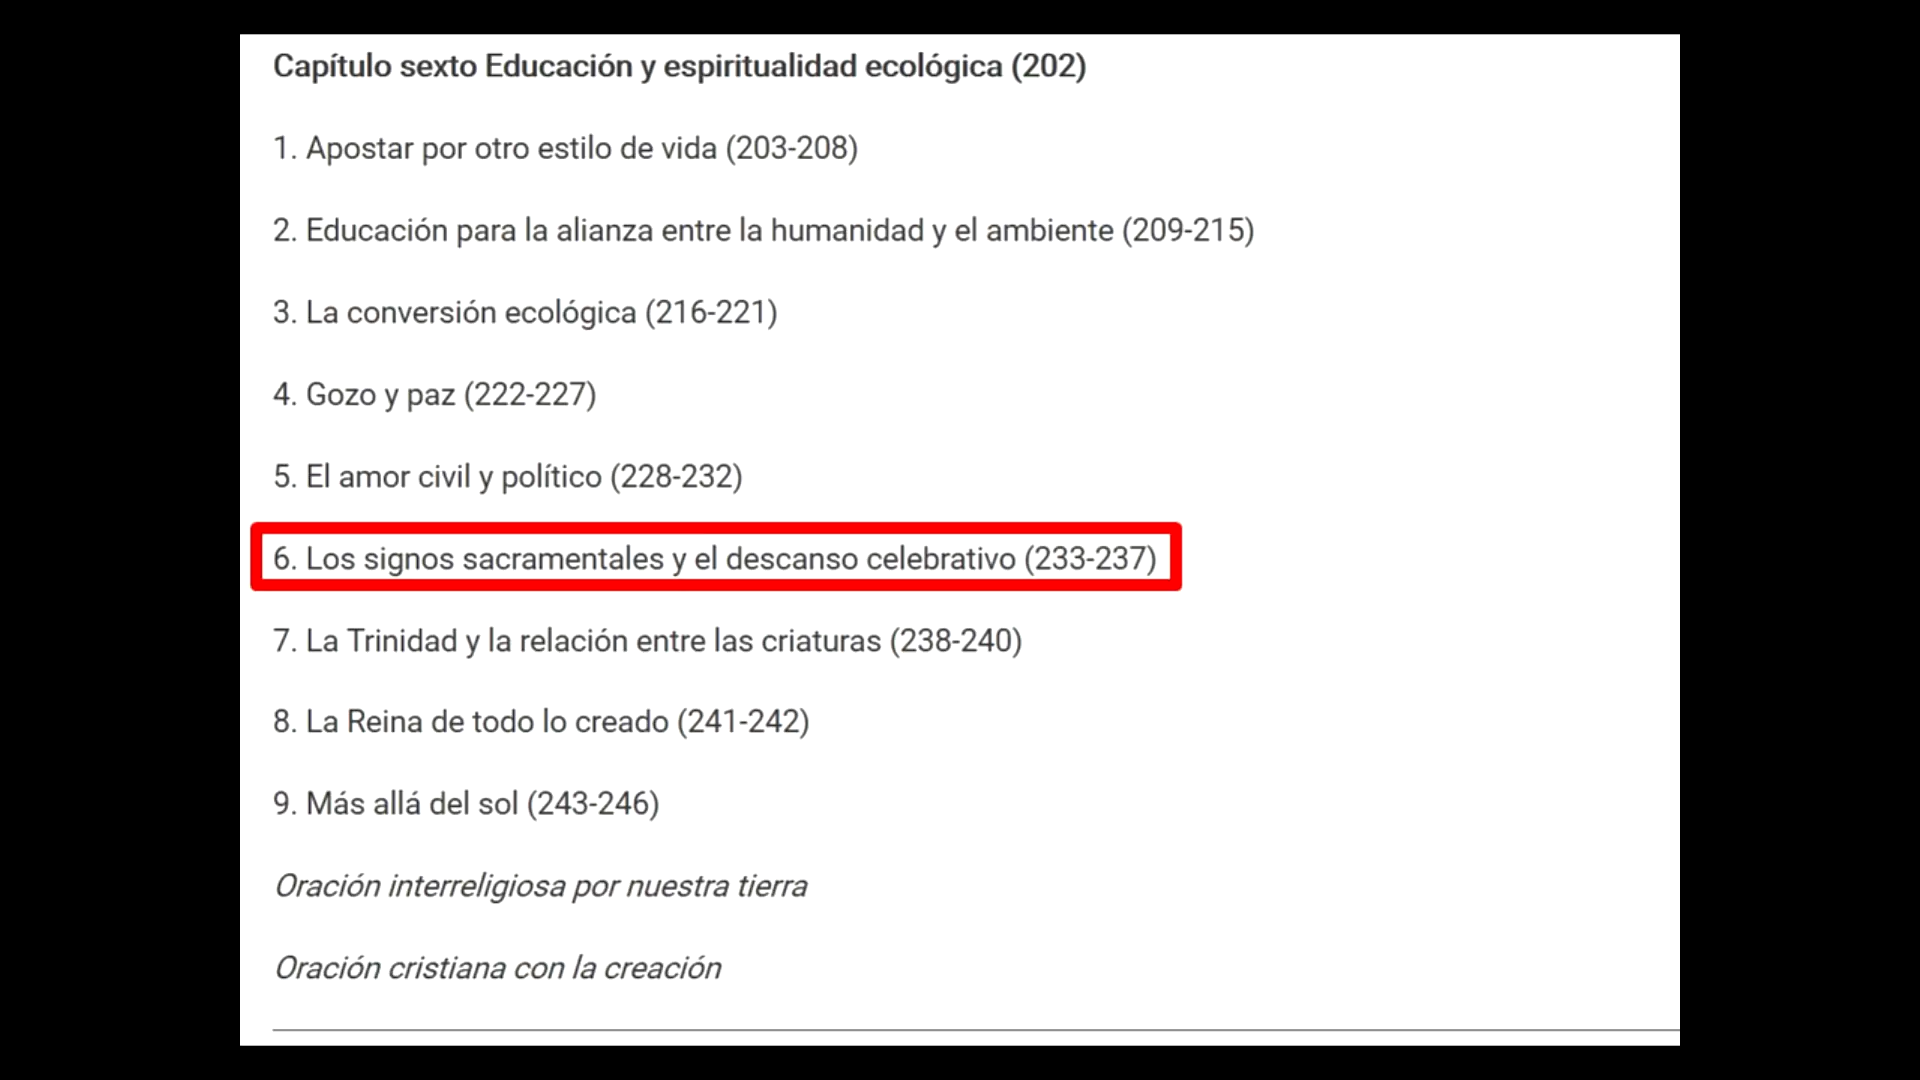 Capítulo sexto Educación y espiritualidad ecológica (202)
1. Apostar por otro estilo de vida (203-208)
2. Educación para la alianza entre la humanidad y el ambiente (209-215)
3. La conversión ecológica (216-221)
4. Gozo y paz (222-227)
5. El amor civil y político (228-232)
6. Los signos sacramentales y el descanso celebrativo (233-237)
7. La Trinidad y la relación entre las criaturas (238-240)
8. La Reina de todo lo creado (241-242)
9. Más allá del sol (243-246)
Oración interreligiosa por nuestra tierra
Oración cristiana con la creación